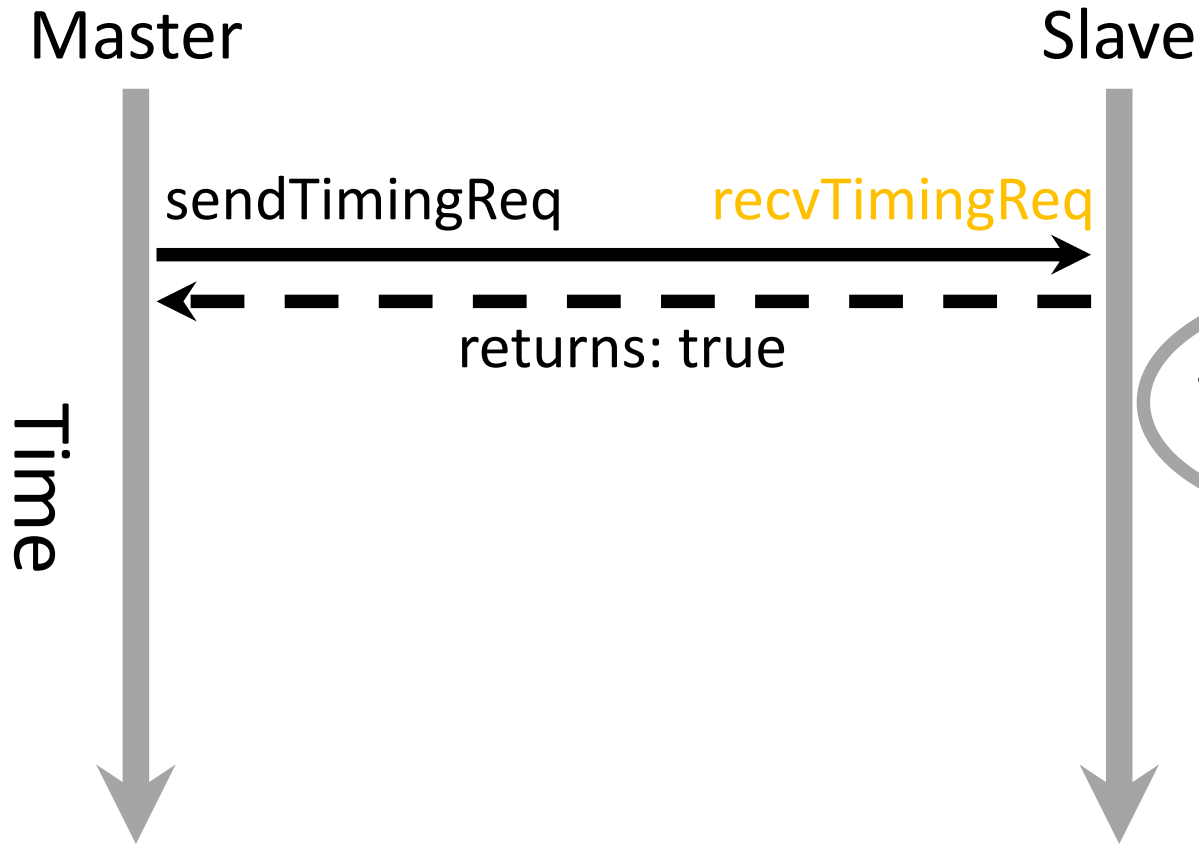 Master
Slave
sendTimingReq
recvTimingReq
returns: true
Time